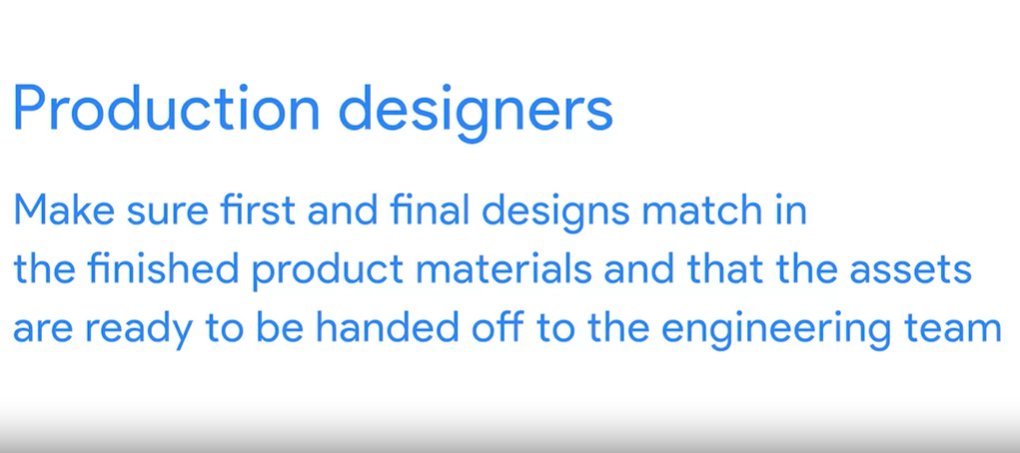 Production designers
Make sure first and final designs match in
the finished product materials and that the assets
are ready to be handed off to the engineering team